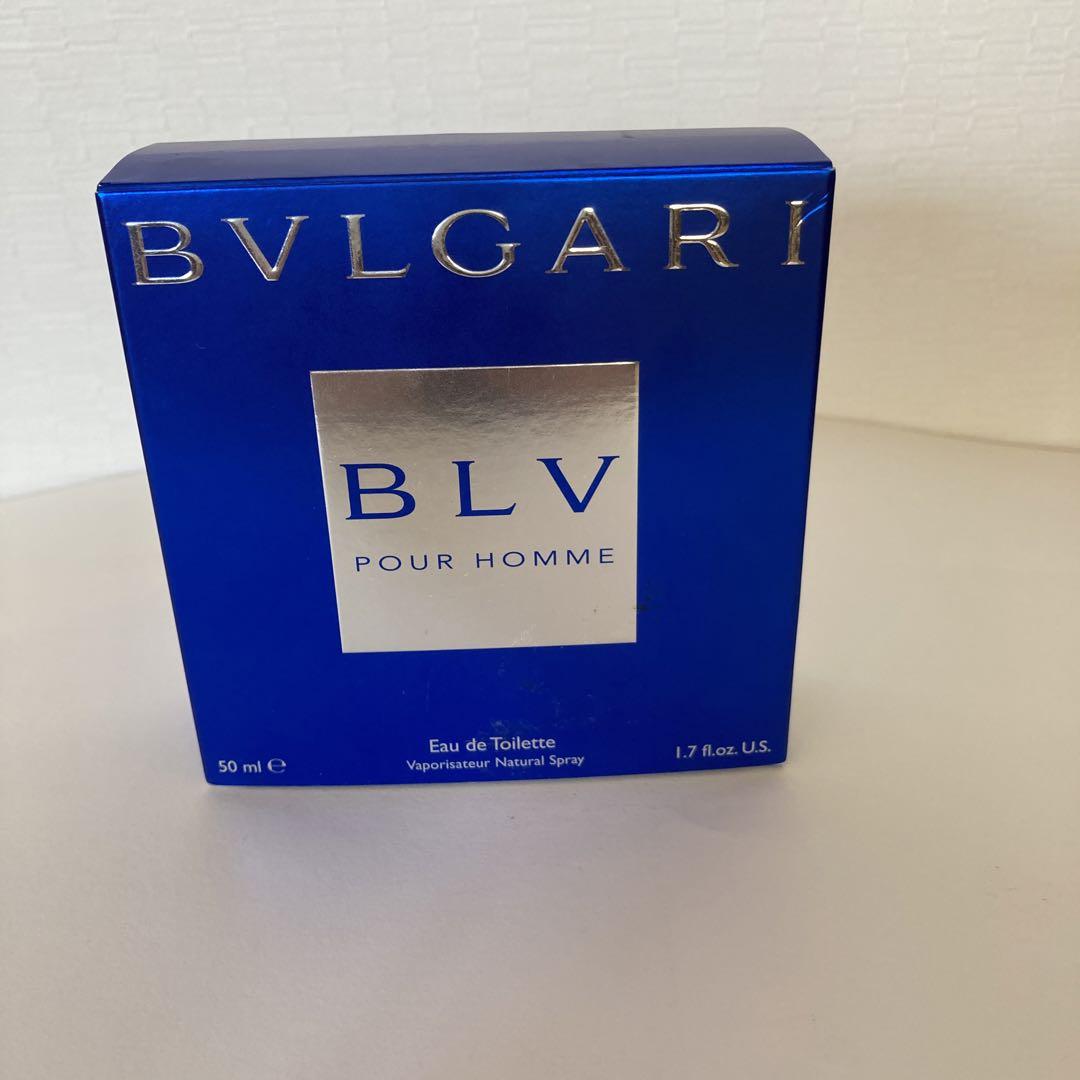 BVLGARI
BLV
POUR HOMME
50 ml ℮
Eau de Toilette
Vaporisateur Natural Spray
1.7 fl.oz. U.S.